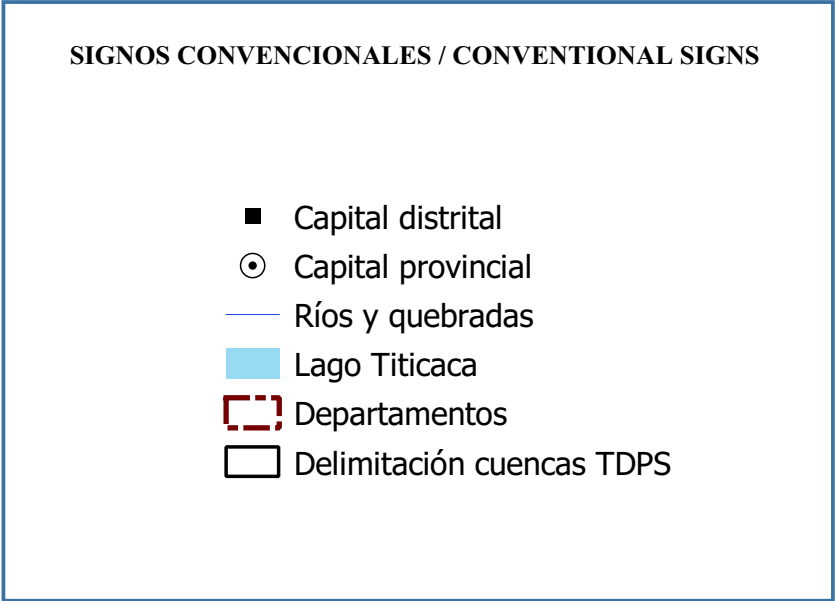 SIGNOS CONVENCIONALES / CONVENTIONAL SIGNS
Capital distrital
Capital provincial
Ríos y quebradas
Lago Titicaca
Departamentos
Delimitación cuencas TDPS